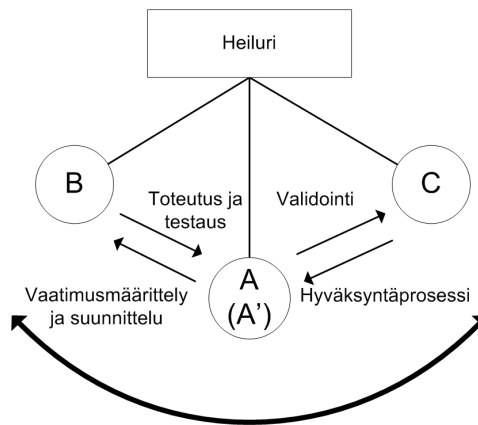 Heiluri
B
C
Toteutus ja
testaus
Validointi
A
(A')
Vaatimusmäärittely
ja suunnittelu
Hyväksyntäprosessi